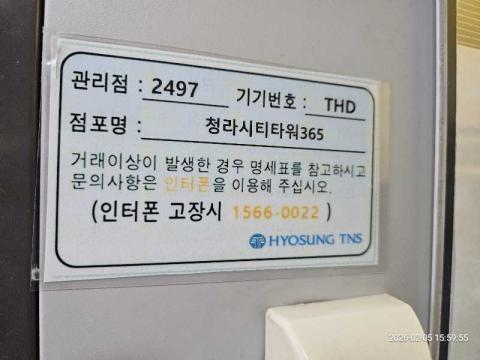 관리점 : 2497 기기번호 : THD
점포명 : 청라시티타워365
거래이상이 발생한 경우 명세표를 참고하시고
문의사항은 인터폰을 이용해 주십시오.
(인터폰 고장시 1566-0022 )
HYOSUNG TNS
2026-02-05 15:59:55